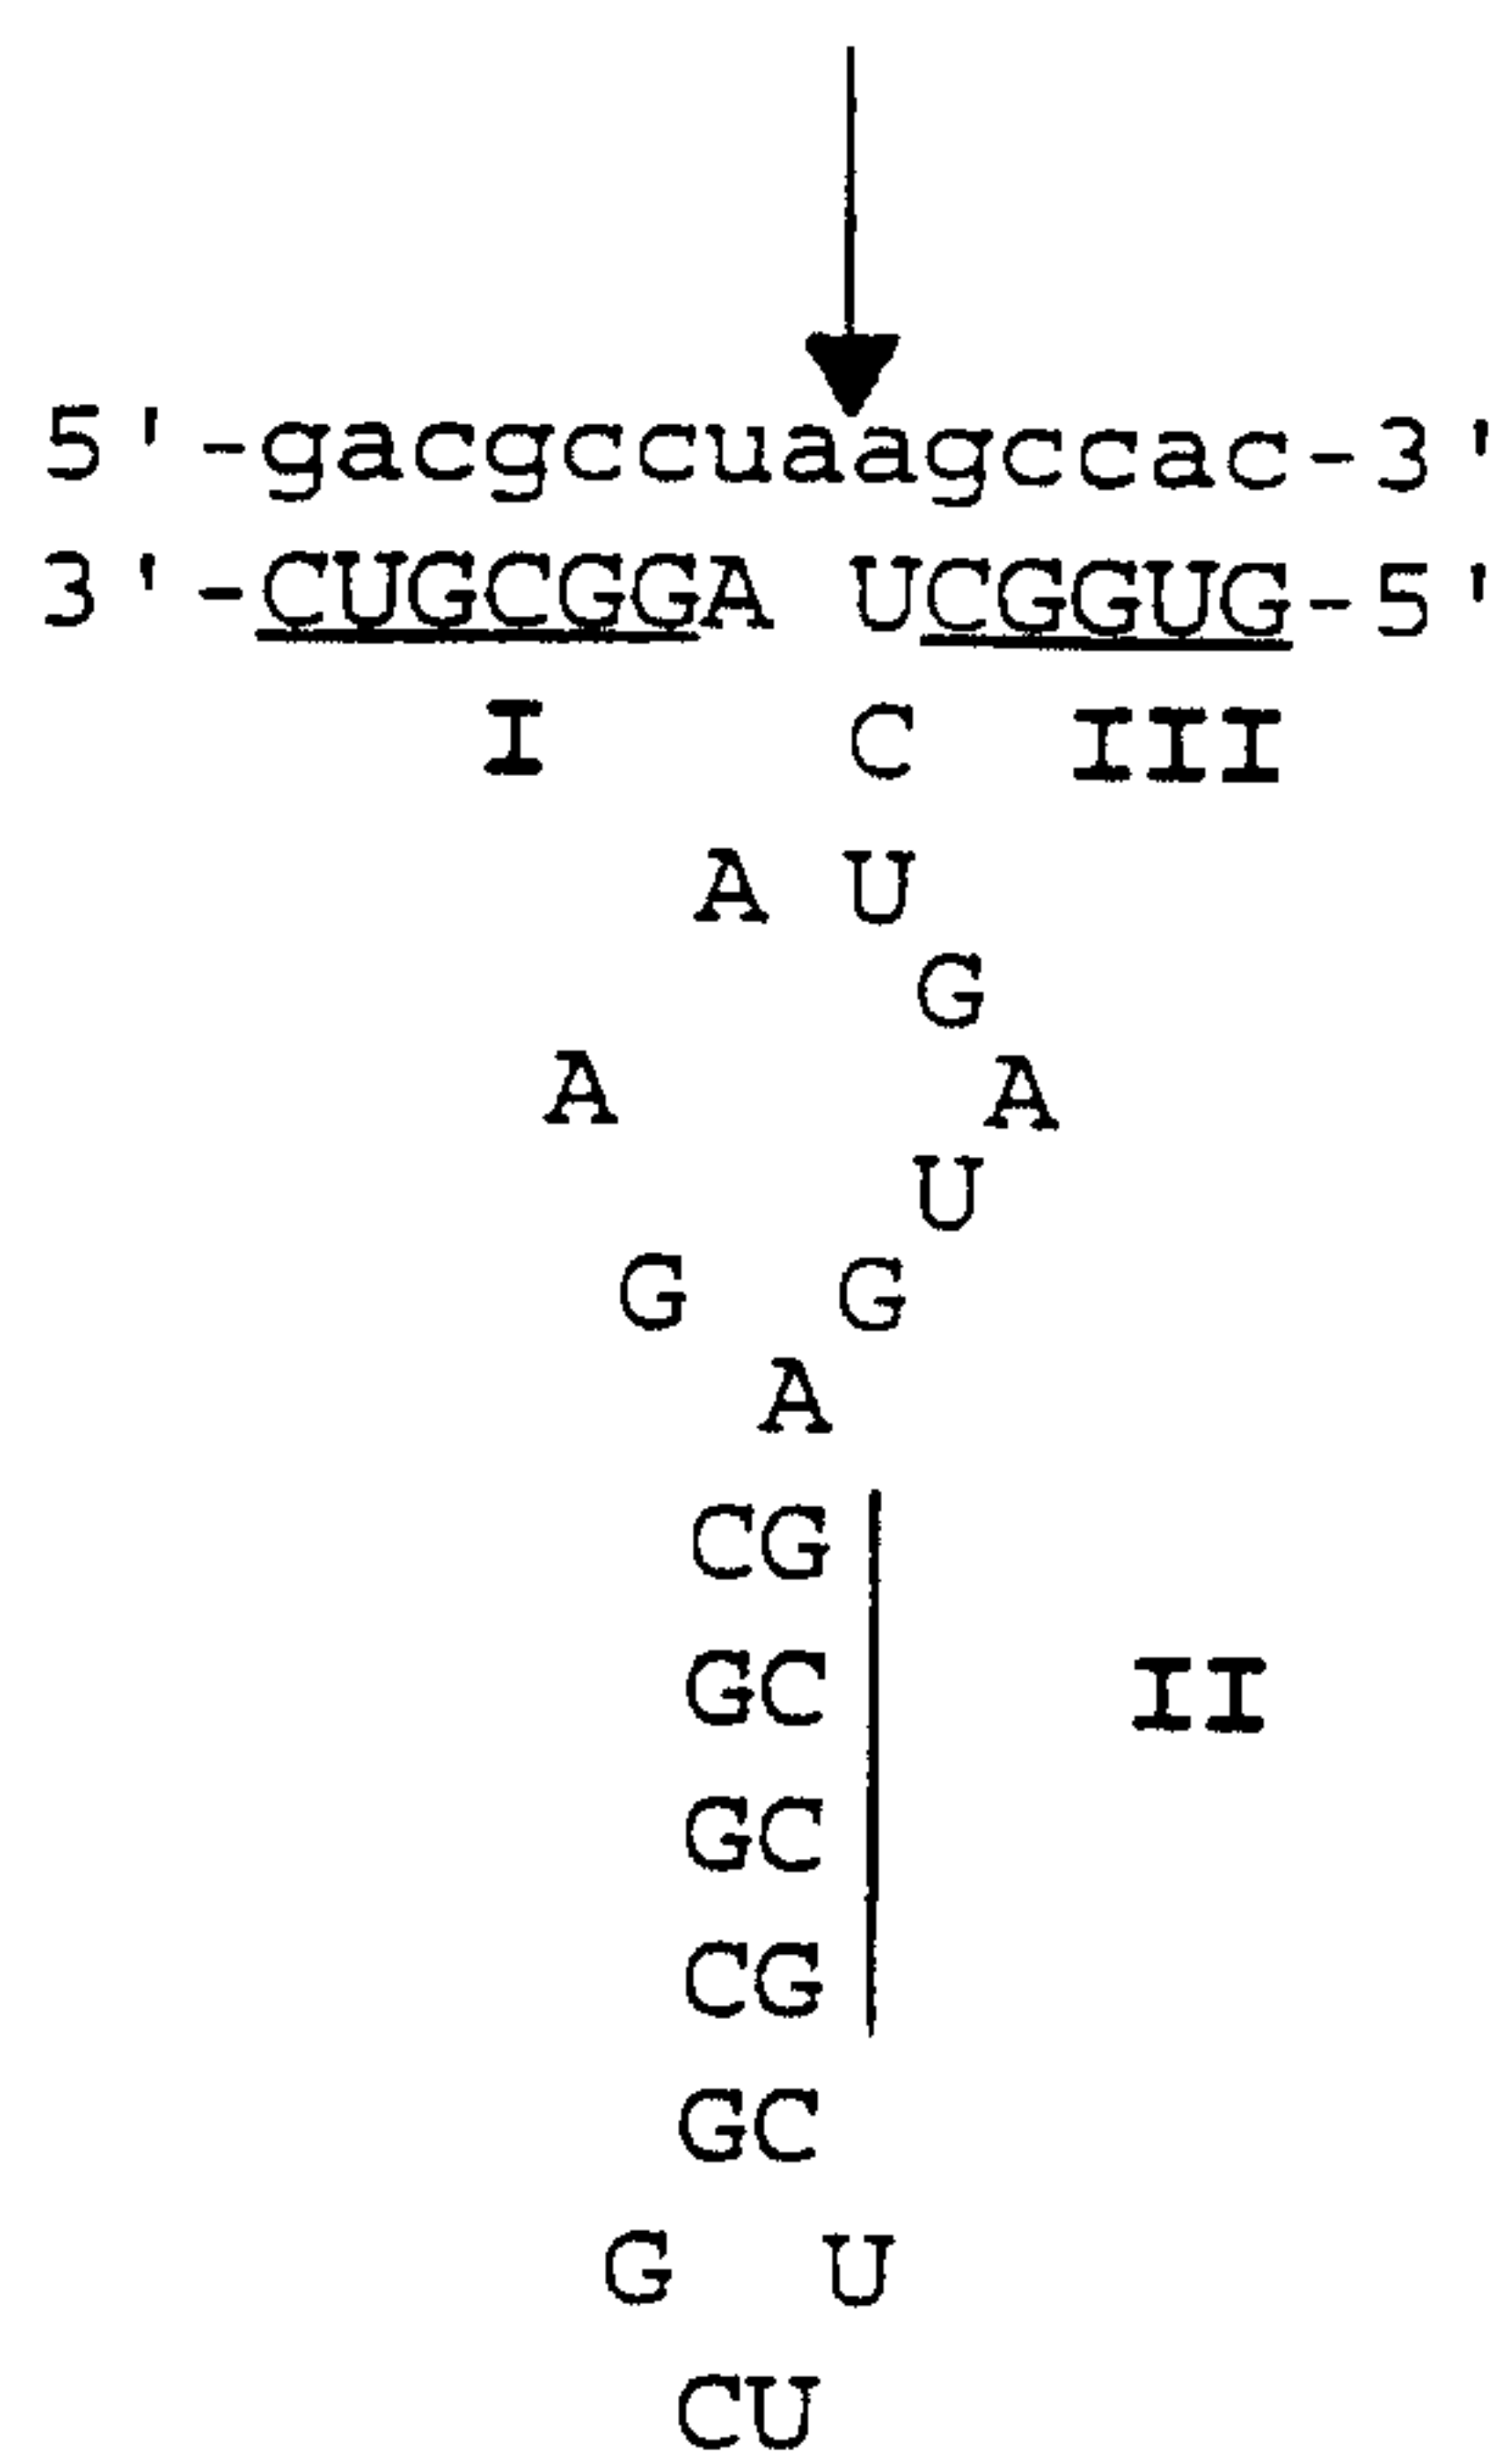 5'-gacgccuaagccac-3'
3'-CUGCGGA UCGGUG-5'
I C III
A U
G
A A
U
G G
A
CG
GC II
GC
CG
GC
G U
CU